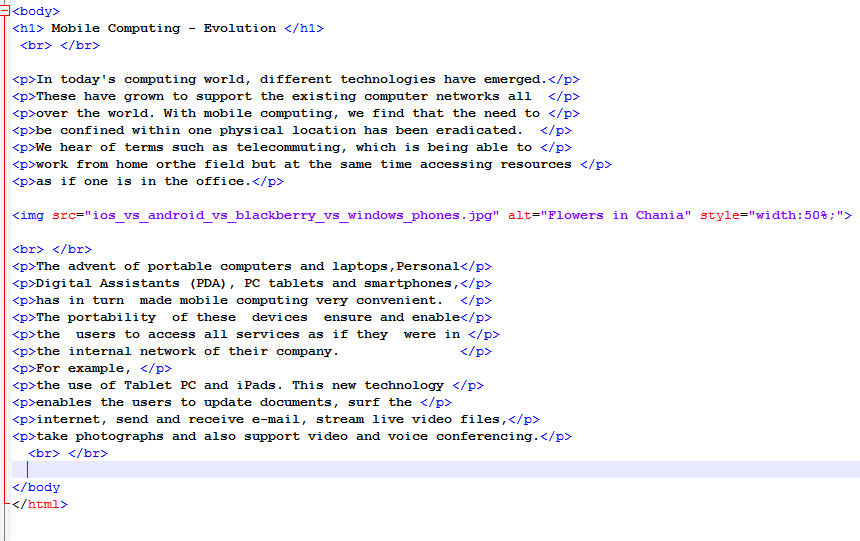 <body>
<h1> Mobile Computing - Evolution </h1>
<br> </br>
<p>In today's computing world, different technologies have emerged.</p>
<p>These have grown to support the existing computer networks all  </p>
<p>over the world. With mobile computing, we find that the need to </p>
<p>be confined within one physical location has been eradicated.  </p>
<p>We hear of terms such as telecommuting, which is being able to </p>
<p>work from home orthe field but at the same time accessing resources </p>
<p>as if one is in the office.</p>
<img src="ios_vs_android_vs_blackberry_vs_windows_phones.jpg" alt="Flowers in Chania" style="width:50%;">
<br> </br>
<p>The advent of portable computers and laptops,Personal</p>
<p>Digital Assistants (PDA), PC tablets and smartphones,</p>
<p>has in turn  made mobile computing very convenient.  </p>
<p>The portability  of these  devices  ensure and enable</p>
<p>the  users to access all services as if they  were in </p>
<p>the internal network of their company.               </p>
<p>For example, </p>
<p>the use of Tablet PC and iPads. This new technology </p>
<p>enables the users to update documents, surf the </p>
<p>internet, send and receive e-mail, stream live video files,</p>
<p>take photographs and also support video and voice conferencing.</p>
<br> </br>
</body
</html>